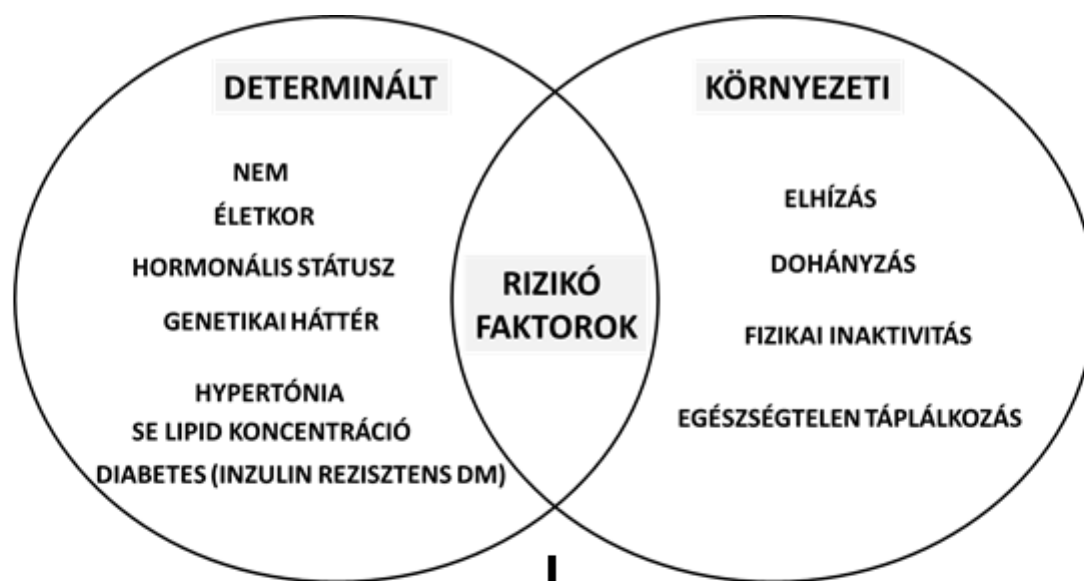 DETERMINÁLT
NEM
ÉLETKOR
HORMONÁLIS STÁTUSZ
GENETIKAI HÁTTÉR
HYPERTÓNIA
SE LIPID KONCENTRÁCIÓ
DIABETES (INZULIN REZISZTENS DM)
RIZIKÓ
FAKTOROK
KÖRNYEZETI
ELHÍZÁS
DOHÁNYZÁS
FIZIKAI INAKTIVITÁS
EGÉSZSÉGTELEN TÁPLÁLKOZÁS